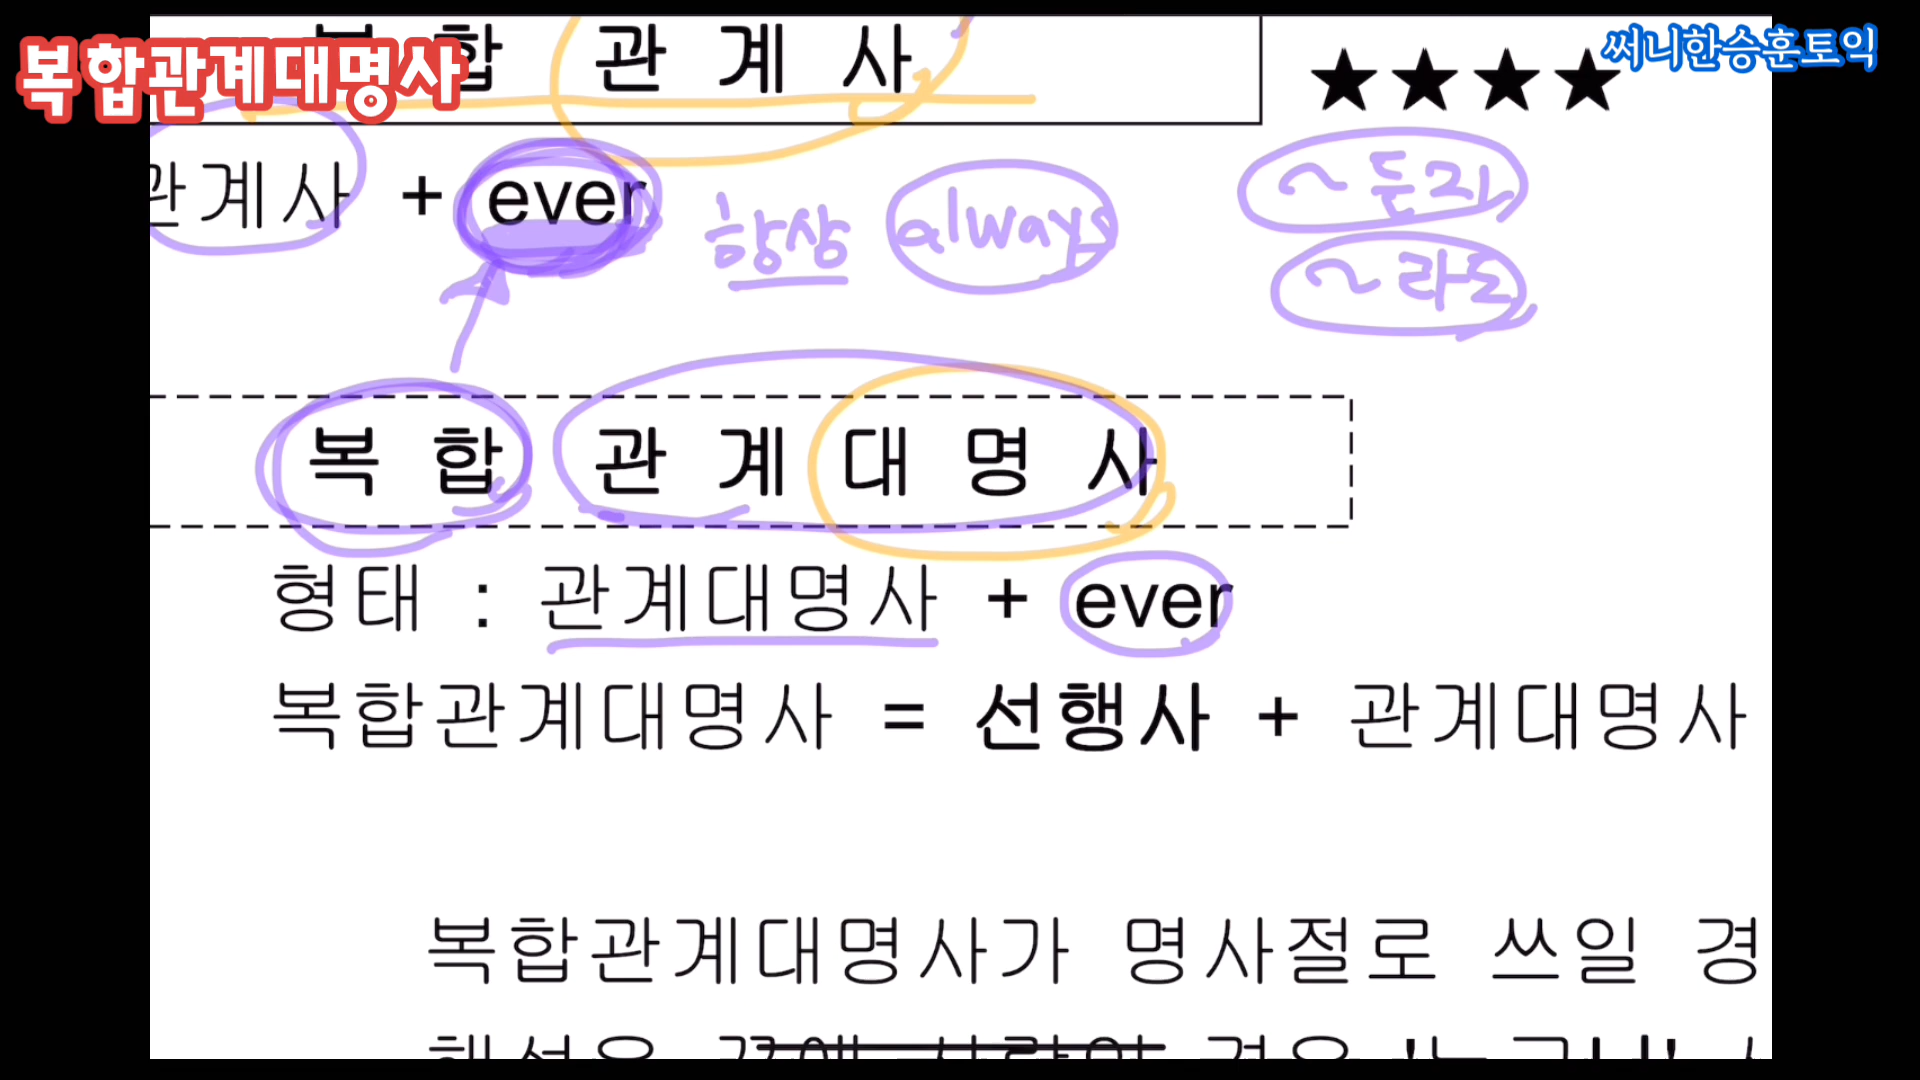 복합관계대명사
복합 관계사
★★★★
써니한승훈토익
관계사 + ever
항상
always
~든지
~라도
복합 관계대명사
형태 : 관계대명사 + ever
복합관계대명사 = 선행사 + 관계대명사
복합관계대명사가 명사절로 쓰일 경